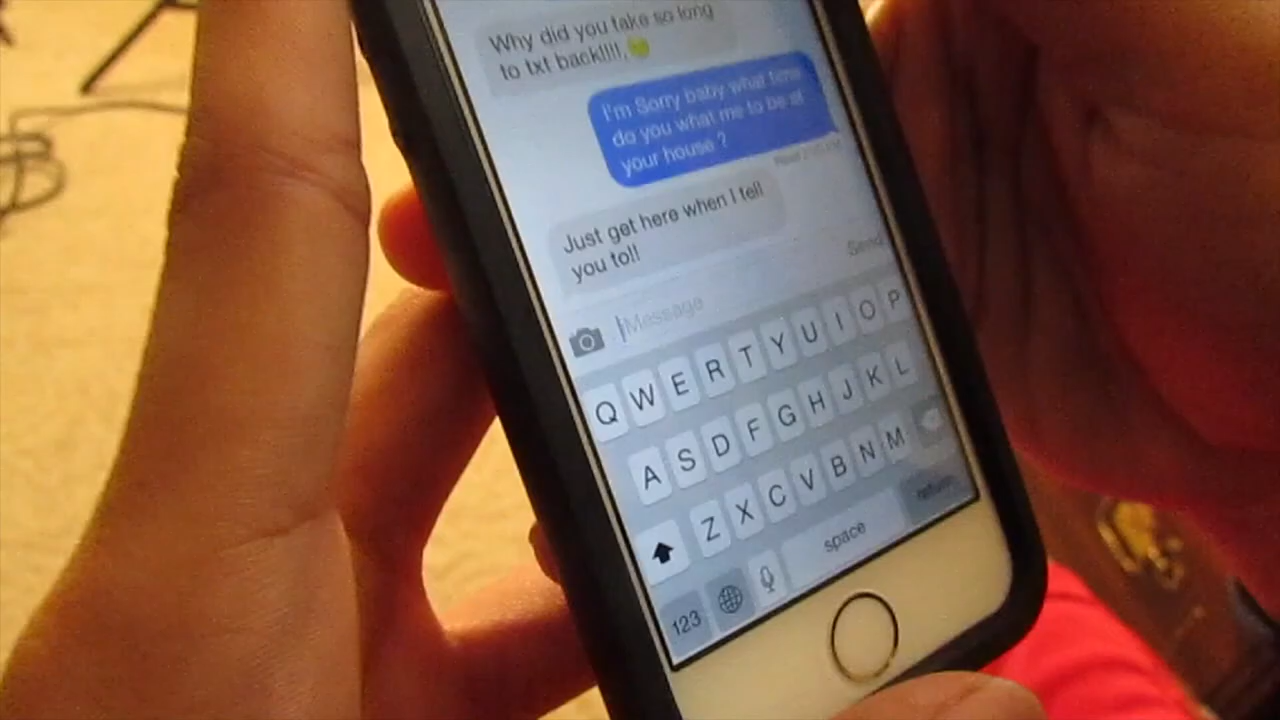 Why did you take so long
to txt back!!!!.
I'm Sorry baby what time
do you what me to be at
your house ?
Just get here when I tell
you to!!
Send
Message
Q W E R T Y U I O P
A S D F G H J K L
Z X C V B N M
123 space return